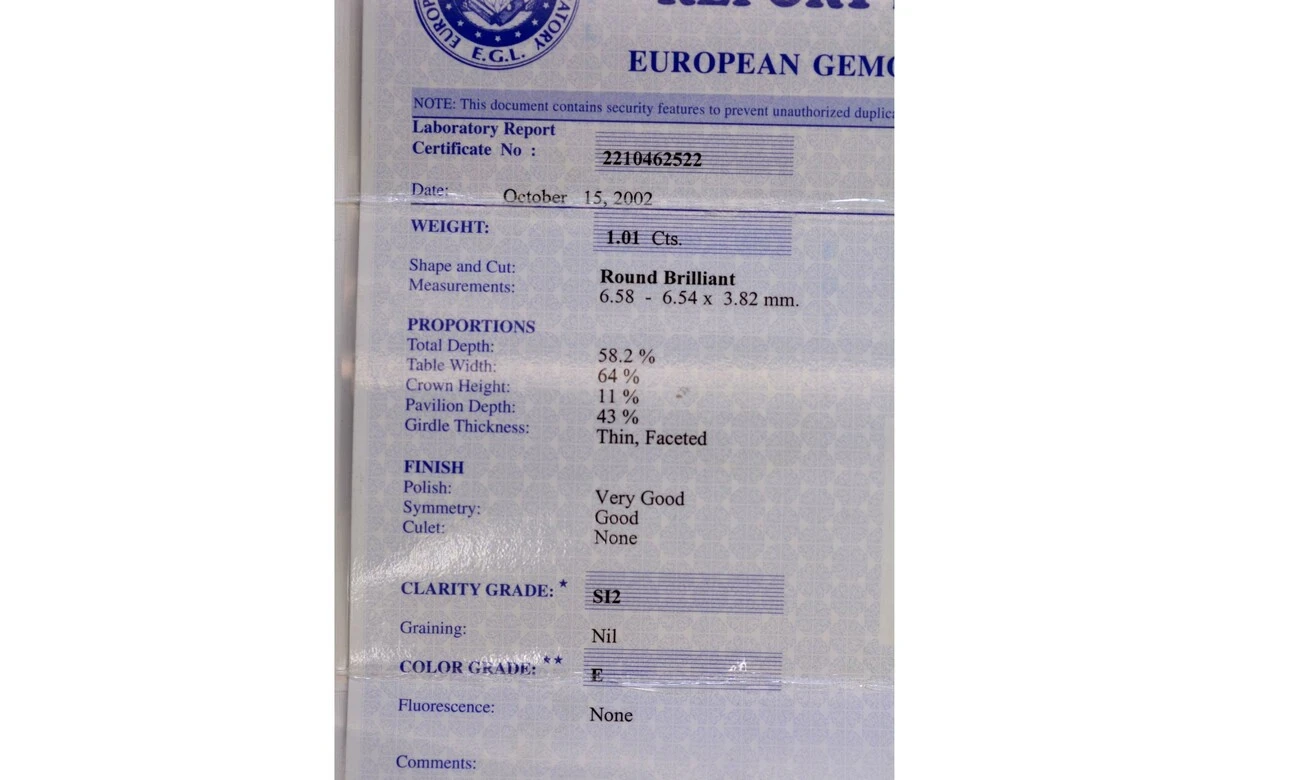 E.G.L.
EUROPEAN
NOTE: This document contains security features to prevent unauthorized
Laboratory Report
Certificate No : 2210462522
Date: October 15, 2002
WEIGHT: 1.01 Cts.
Shape and Cut: Round Brilliant
Measurements: 6.58 - 6.54 x 3.82 mm.
PROPORTIONS
Total Depth: 58.2 %
Table Width: 64 %
Crown Height: 11 %
Pavilion Depth: 43 %
Girdle Thickness: Thin, Faceted
FINISH
Polish: Very Good
Symmetry: Good
Culet: None
CLARITY GRADE: ★ SI2
Graining: Nil
COLOR GRADE: ★★ E
Fluorescence: None
Comments: